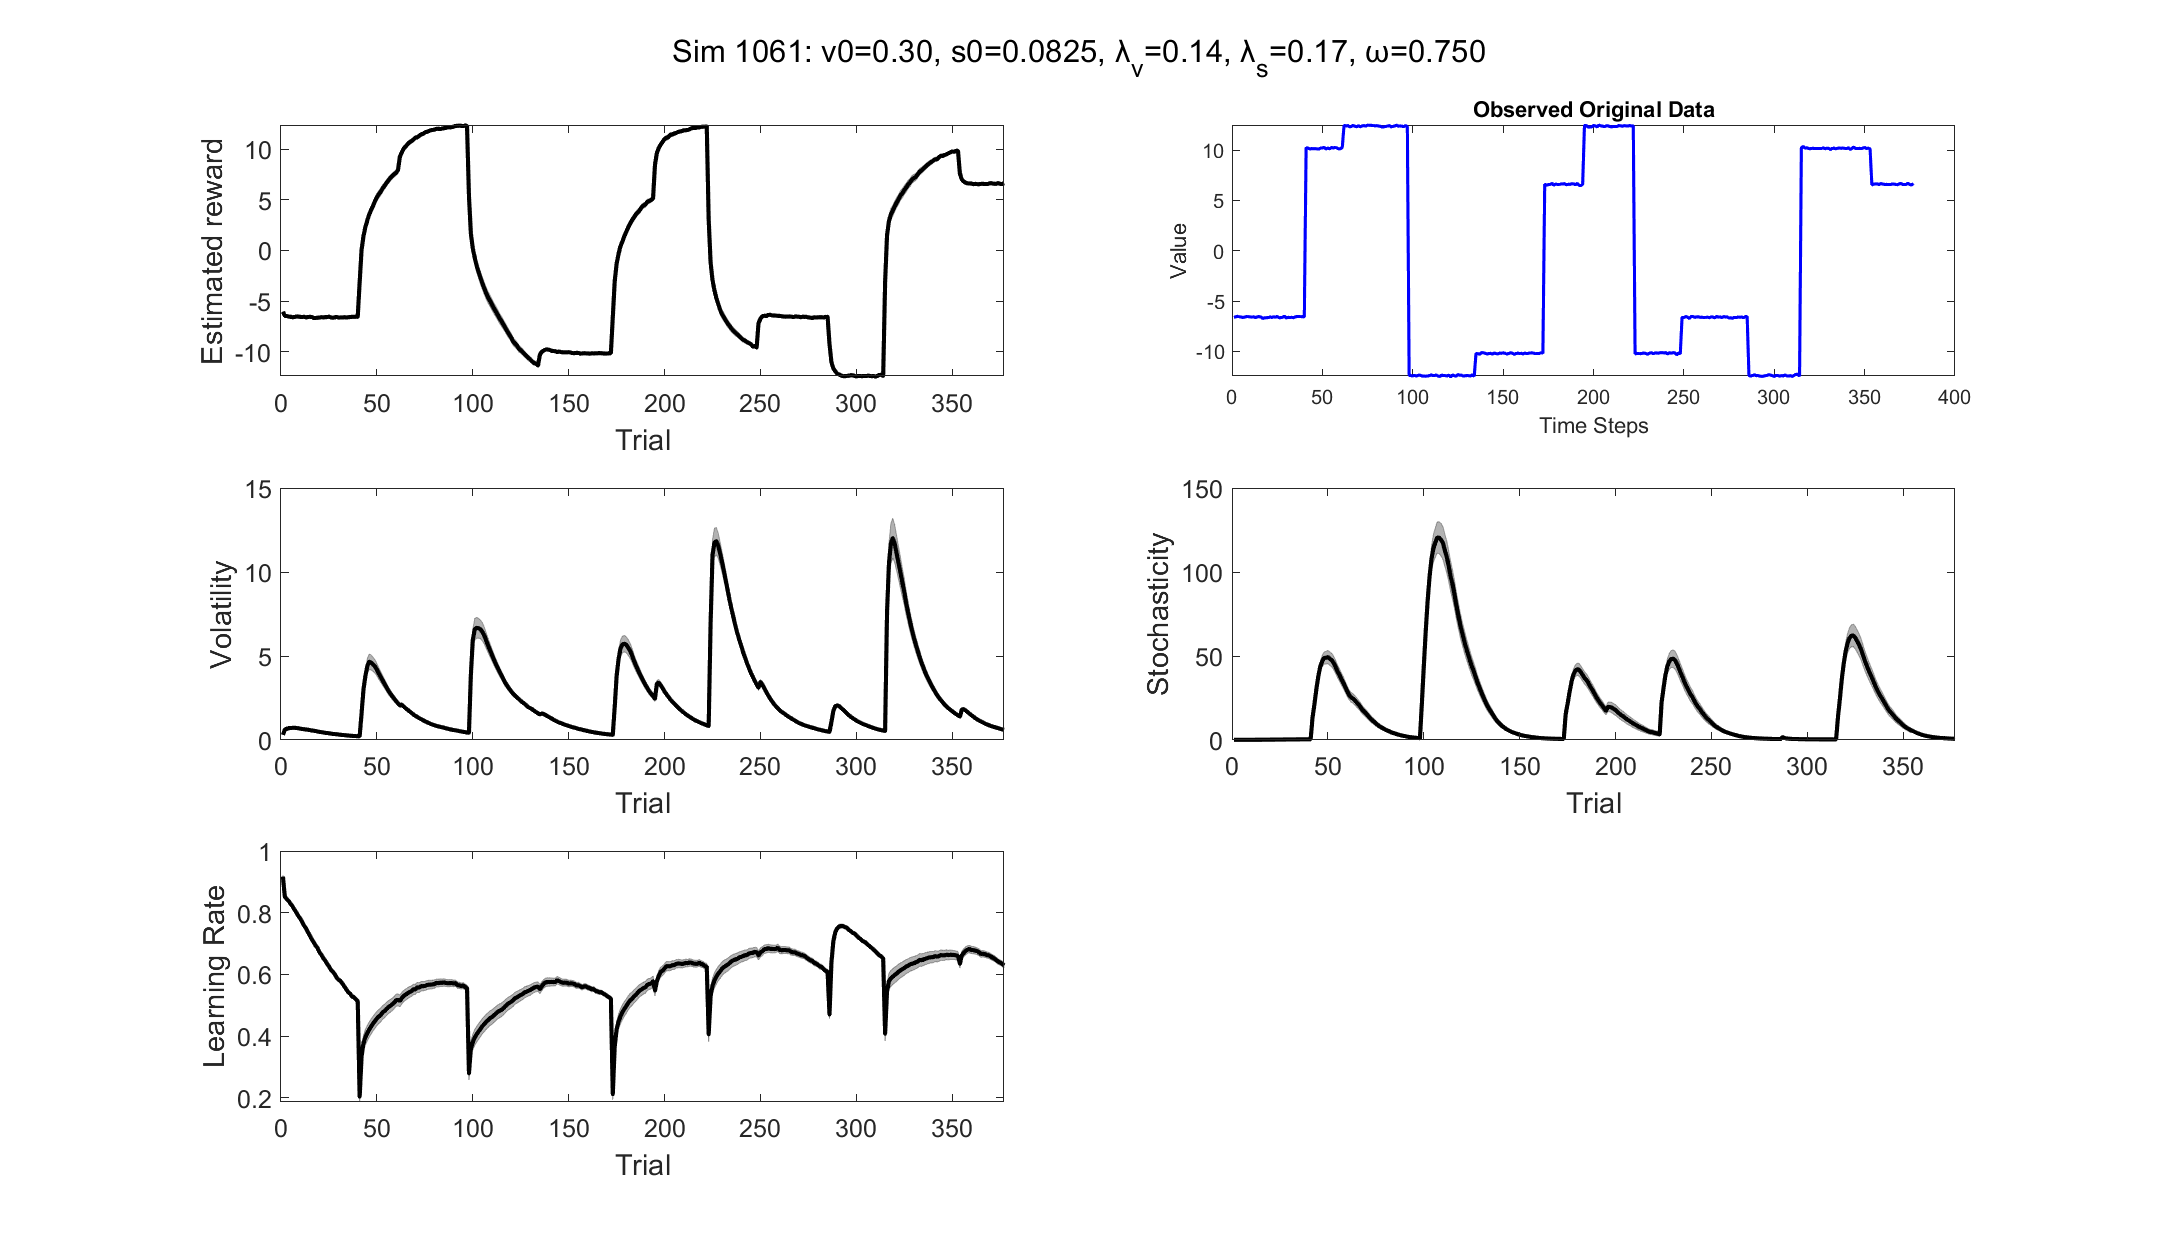 Sim 1061: v0=0.30, s0=0.0825, λ_v=0.14, λ_s=0.17, ω=0.750
Estimated reward
10
5
0
-5
-10
0 50 100 150 200 250 300 350
Trial
Observed Original Data
Value
10
5
0
-5
-10
0 50 100 150 200 250 300 350 400
Time Steps
Volatility
15
10
5
0
0 50 100 150 200 250 300 350
Trial
Stochasticity
150
100
50
0
0 50 100 150 200 250 300 350
Trial
Learning Rate
1
0.8
0.6
0.4
0.2
0 50 100 150 200 250 300 350
Trial